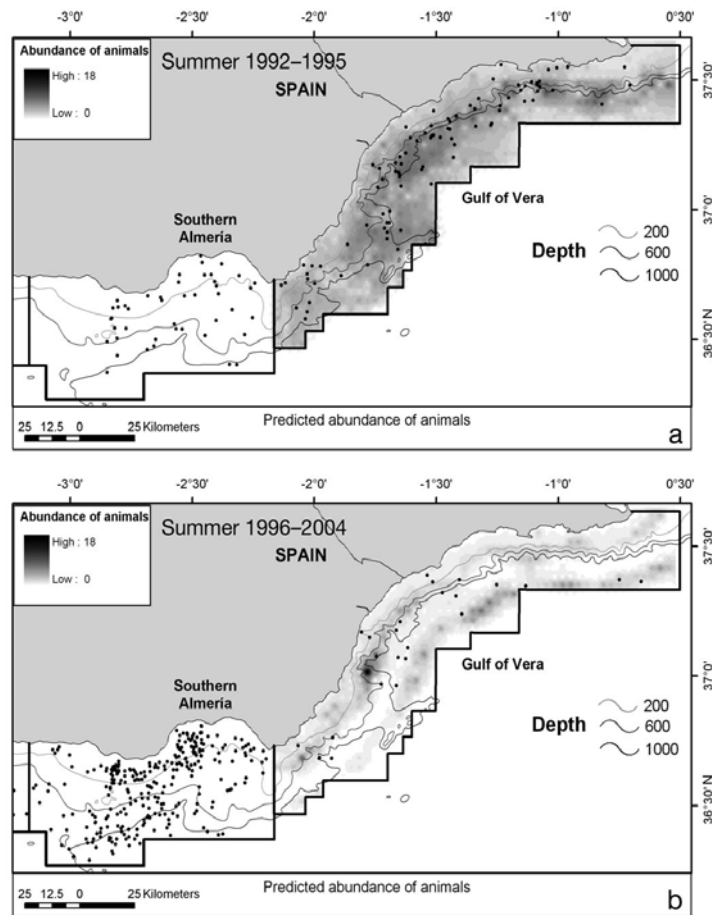 -3°0' -2°30' -2°0' -1°30' -1°0' 0°30'
Abundance of animals
High : 18
Low : 0
Summer 1992–1995
SPAIN
37°30'
Southern
Almeria
Gulf of Vera
37°0'
200
Depth
600
1000
36°30'N
Predicted abundance of animals
25 12.5 0 25 Kilometers
a
-3°0' -2°30' -2°0' -1°30' -1°0' 0°30'
Abundance of animals
High : 18
Low : 0
Summer 1996–2004
SPAIN
37°30'
Southern
Almeria
Gulf of Vera
37°0'
200
Depth
600
1000
36°30'N
Predicted abundance of animals
25 12.5 0 25 Kilometers
b